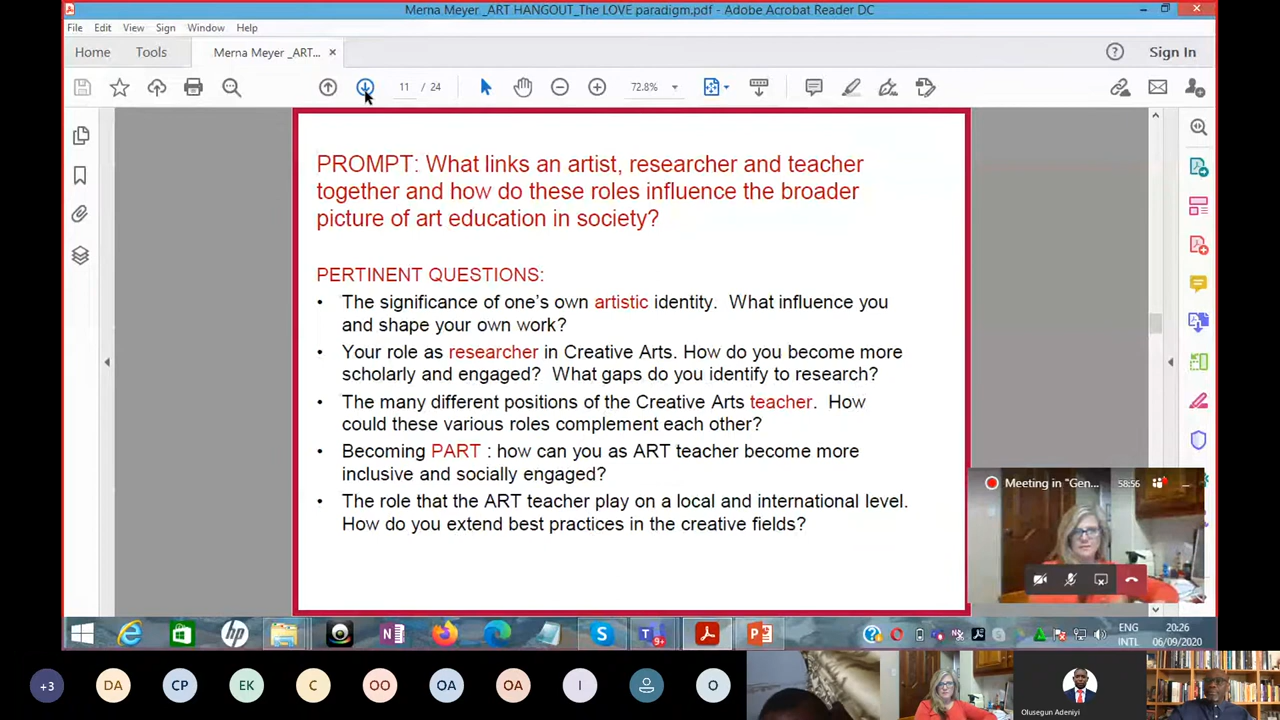 Merna Meyer _ART HANGOUT_The LOVE paradigm.pdf - Adobe Acrobat Reader DC
File Edit View Sign Window Help
Home Tools Merna Meyer _ART... × Sign In
11 / 24 72.8%
PROMPT: What links an artist, researcher and teacher
together and how do these roles influence the broader
picture of art education in society?
PERTINENT QUESTIONS:
• The significance of one's own artistic identity. What influence you
and shape your own work?
• Your role as researcher in Creative Arts. How do you become more
scholarly and engaged? What gaps do you identify to research?
• The many different positions of the Creative Arts teacher. How
could these various roles complement each other?
• Becoming PART : how can you as ART teacher become more
inclusive and socially engaged?
• The role that the ART teacher play on a local and international level.
How do you extend best practices in the creative fields?
Meeting in "Gen... 58:56
ENG
INTL
20:26
06/09/2020
+3 DA CP EK C OO OA OA I O
Olusegun Adeniyi